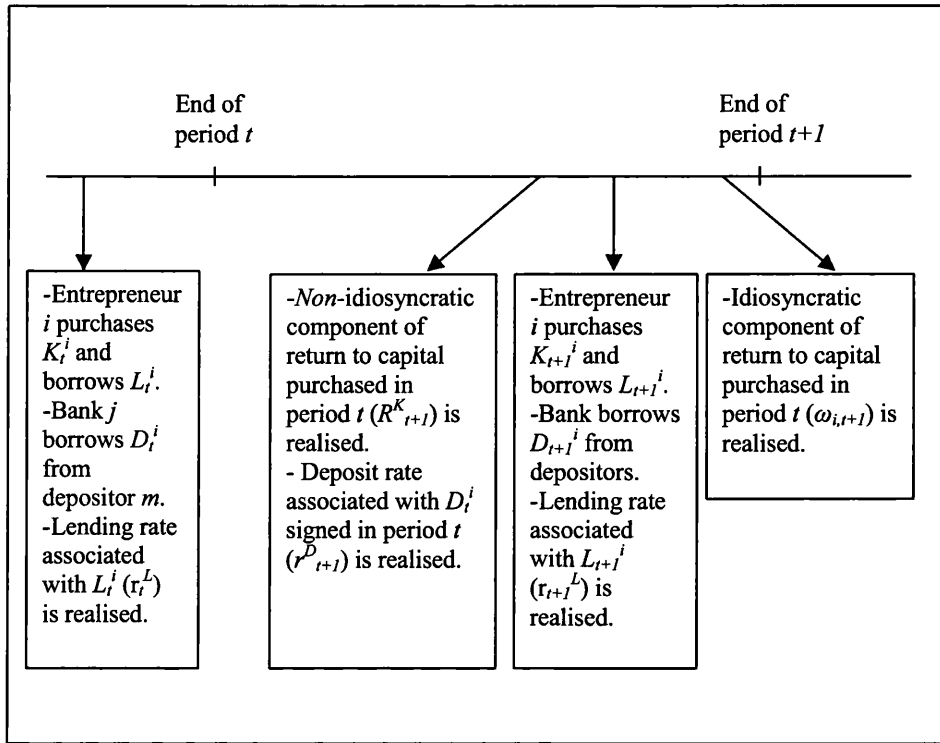 End of
period t
End of
period t+1
-Entrepreneur
i purchases
K_t^i and
borrows L_t^i.
-Bank j
borrows D_t^i
from
depositor m.
-Lending rate
associated
with L_t^i (r_t^L)
is realised.
-Non-idiosyncratic
component of
return to capital
purchased in
period t (R^K_{t+1}) is
realised.
- Deposit rate
associated with D_t^i
signed in period t
(r^D_{t+1}) is realised.
-Entrepreneur
i purchases
K_{t+1}^i and
borrows L_{t+1}^i.
-Bank borrows
D_{t+1}^i from
depositors.
-Lending rate
associated
with L_{t+1}^i
(r_{t+1}^L) is
realised.
-Idiosyncratic
component of
return to capital
purchased in
period t (ω_{i,t+1}) is
realised.